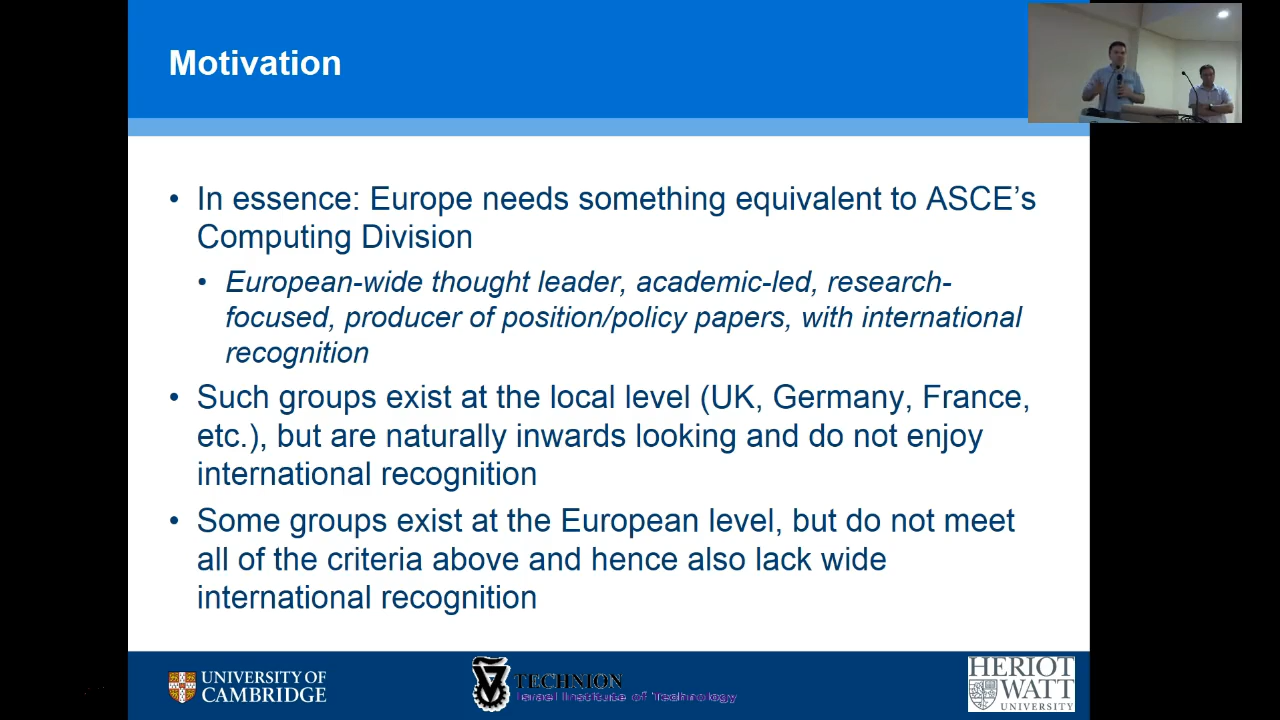 Motivation
• In essence: Europe needs something equivalent to ASCE's
Computing Division
• European-wide thought leader, academic-led, research-
focused, producer of position/policy papers, with international
recognition
• Such groups exist at the local level (UK, Germany, France,
etc.), but are naturally inwards looking and do not enjoy
international recognition
• Some groups exist at the European level, but do not meet
all of the criteria above and hence also lack wide
international recognition
UNIVERSITY OF
CAMBRIDGE
TECHNION
Israel Institute of Technology
HERIOT
WATT
UNIVERSITY